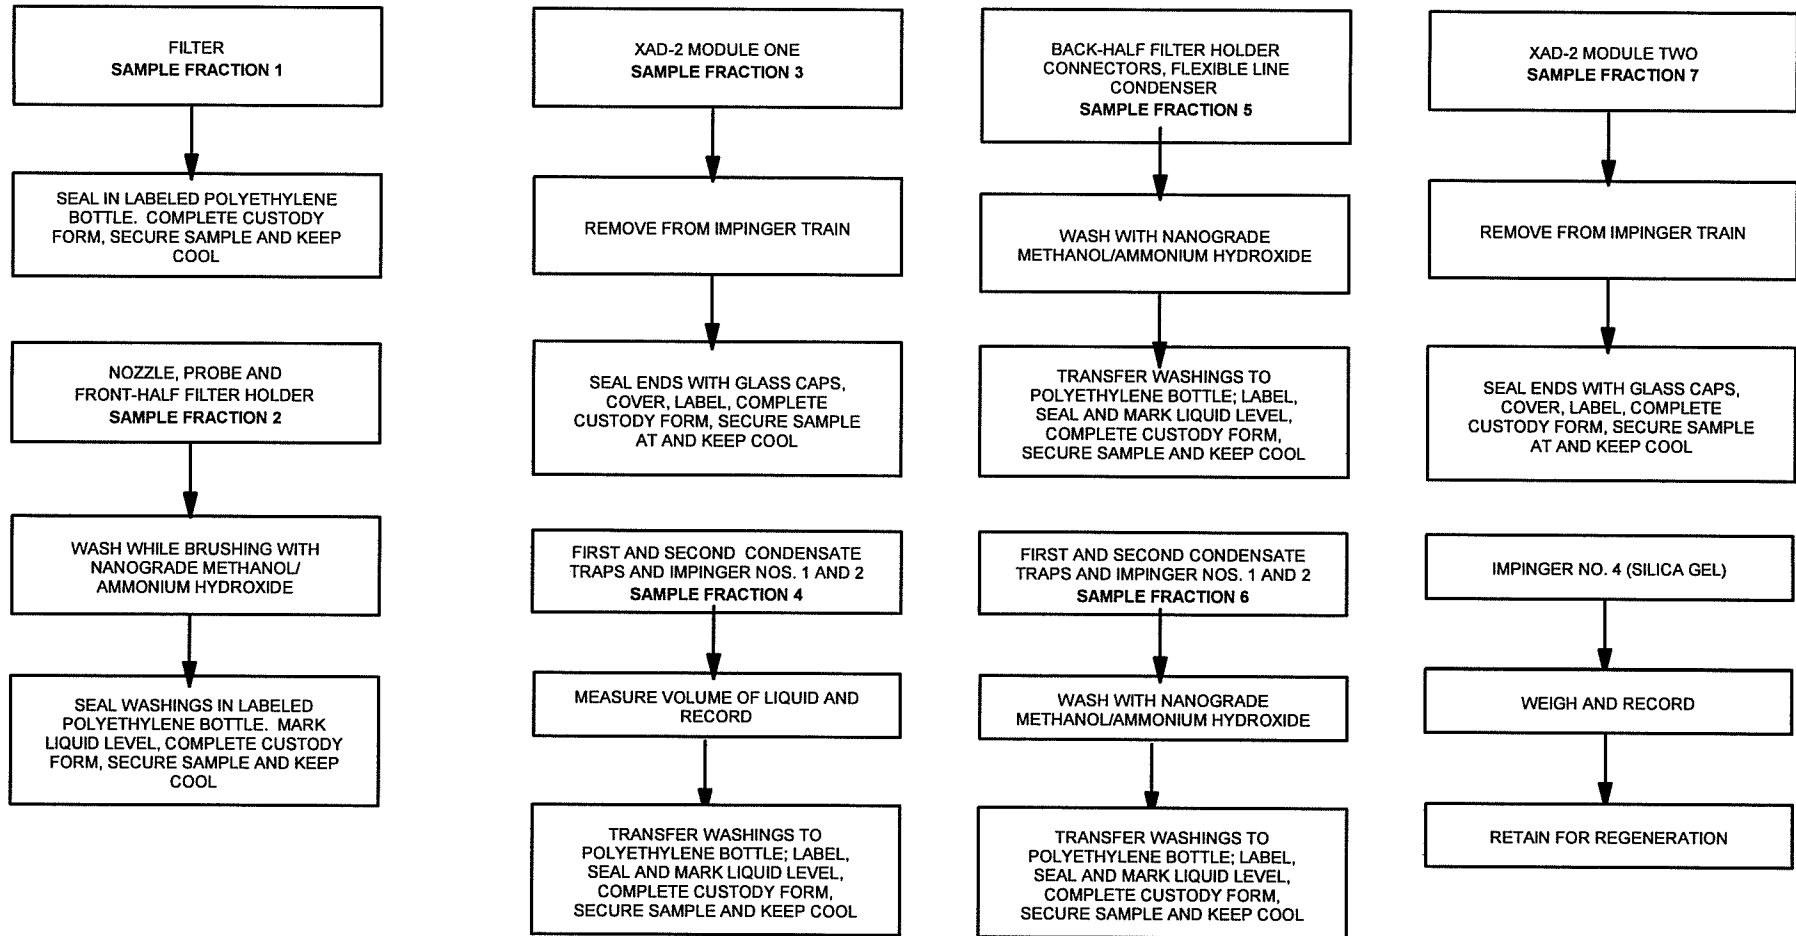 FILTER
SAMPLE FRACTION 1
SEAL IN LABELED POLYETHYLENE
BOTTLE. COMPLETE CUSTODY
FORM, SECURE SAMPLE AND KEEP
COOL
NOZZLE, PROBE AND
FRONT-HALF FILTER HOLDER
SAMPLE FRACTION 2
WASH WHILE BRUSHING WITH
NANOGRADE METHANOL/
AMMONIUM HYDROXIDE
SEAL WASHINGS IN LABELED
POLYETHYLENE BOTTLE. MARK
LIQUID LEVEL, COMPLETE CUSTODY
FORM, SECURE SAMPLE AND KEEP
COOL
XAD-2 MODULE ONE
SAMPLE FRACTION 3
REMOVE FROM IMPINGER TRAIN
SEAL ENDS WITH GLASS CAPS,
COVER, LABEL, COMPLETE
CUSTODY FORM, SECURE SAMPLE
AT AND KEEP COOL
FIRST AND SECOND CONDENSATE
TRAPS AND IMPINGER NOS. 1 AND 2
SAMPLE FRACTION 4
MEASURE VOLUME OF LIQUID AND
RECORD
TRANSFER WASHINGS TO
POLYETHYLENE BOTTLE; LABEL,
SEAL AND MARK LIQUID LEVEL,
COMPLETE CUSTODY FORM,
SECURE SAMPLE AND KEEP COOL
BACK-HALF FILTER HOLDER
CONNECTORS, FLEXIBLE LINE
CONDENSER
SAMPLE FRACTION 5
WASH WITH NANOGRADE
METHANOL/AMMONIUM HYDROXIDE
TRANSFER WASHINGS TO
POLYETHYLENE BOTTLE; LABEL,
SEAL AND MARK LIQUID LEVEL,
COMPLETE CUSTODY FORM,
SECURE SAMPLE AND KEEP COOL
FIRST AND SECOND CONDENSATE
TRAPS AND IMPINGER NOS. 1 AND 2
SAMPLE FRACTION 6
WASH WITH NANOGRADE
METHANOL/AMMONIUM HYDROXIDE
TRANSFER WASHINGS TO
POLYETHYLENE BOTTLE; LABEL,
SEAL AND MARK LIQUID LEVEL,
COMPLETE CUSTODY FORM,
SECURE SAMPLE AND KEEP COOL
XAD-2 MODULE TWO
SAMPLE FRACTION 7
REMOVE FROM IMPINGER TRAIN
SEAL ENDS WITH GLASS CAPS,
COVER, LABEL, COMPLETE
CUSTODY FORM, SECURE SAMPLE
AT AND KEEP COOL
IMPINGER NO. 4 (SILICA GEL)
WEIGH AND RECORD
RETAIN FOR REGENERATION